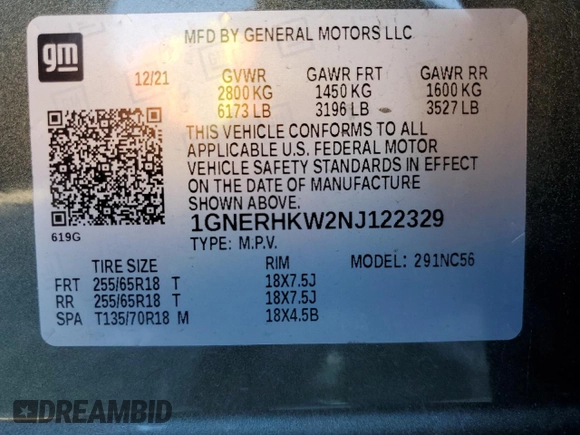 gm
MFD BY GENERAL MOTORS LLC
12/21 GVWR GAWR FRT GAWR RR
2800 KG 1450 KG 1600 KG
6173 LB 3196 LB 3527 LB
THIS VEHICLE CONFORMS TO ALL
APPLICABLE U.S. FEDERAL MOTOR
VEHICLE SAFETY STANDARDS IN EFFECT
ON THE DATE OF MANUFACTURE
SHOWN ABOVE.
619G
1GNERHKW2NJ122329
TYPE: M.P.V.
TIRE SIZE RIM MODEL: 291NC56
FRT 255/65R18 T 18X7.5J
RR 255/65R18 T 18X7.5J
SPA T135/70R18 M 18X4.5B
DREAMBID